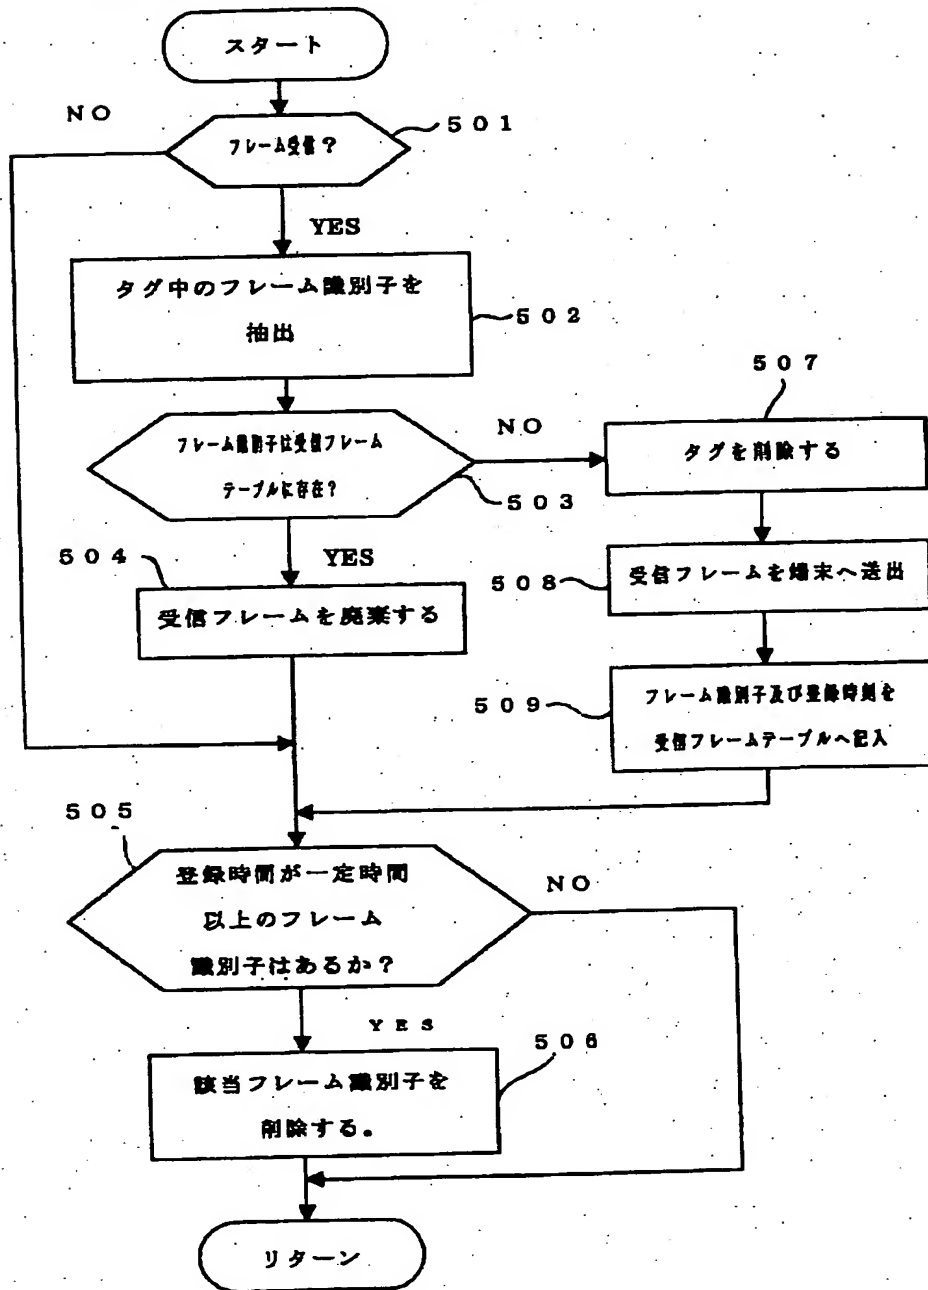 スタート
NO
501
フレーム受信?
YES
タグ中のフレーム識別子を
抽出
502
507
フレーム識別子は受信フレーム
テーブルに存在?
NO
503
タグを削除する
504
YES
受信フレームを廃棄する
508
受信フレームを端末へ送出
509
フレーム識別子及び登録時刻を
受信フレームテーブルへ記入
505
登録時間が一定時間
以上のフレーム
識別子はあるか?
NO
YES
506
該当フレーム識別子を
削除する。
リターン